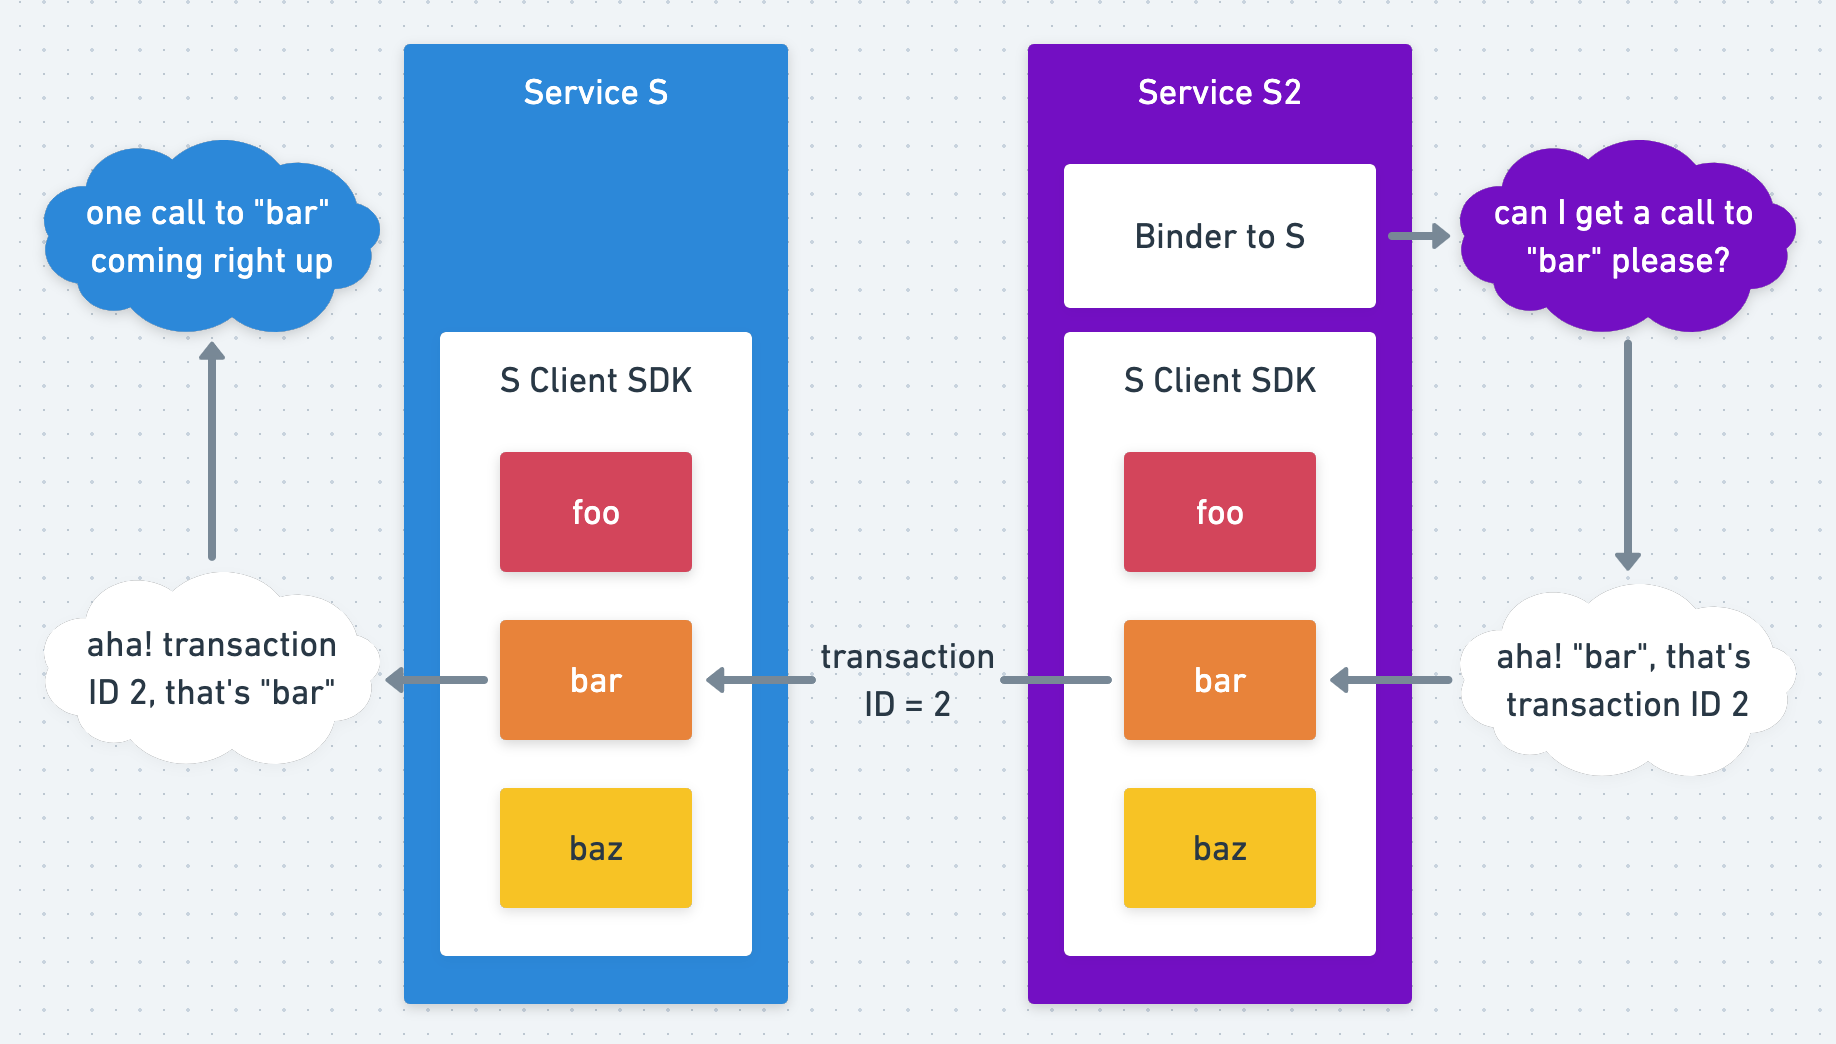 Service S
Service S2
one call to "bar"
coming right up
Binder to S
can I get a call to
"bar" please?
S Client SDK
S Client SDK
foo
foo
aha! transaction
ID 2, that's "bar"
bar
transaction
ID = 2
bar
aha! "bar", that's
transaction ID 2
baz
baz